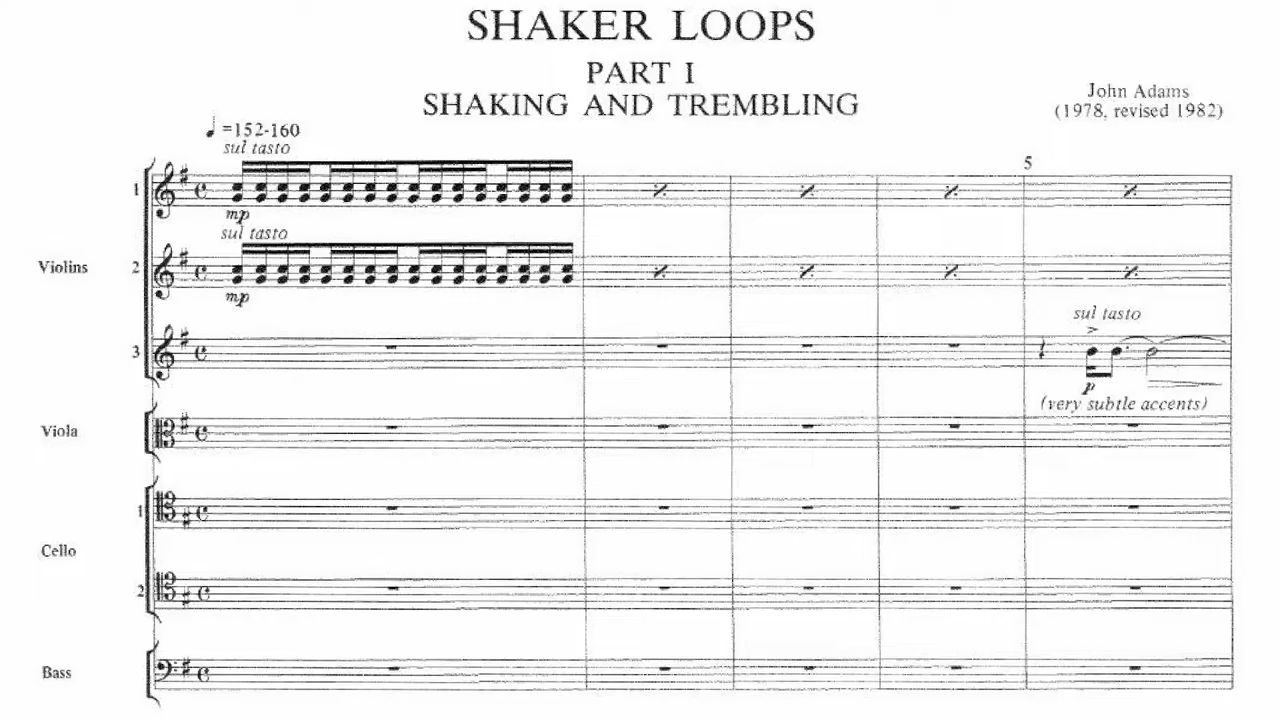 SHAKER LOOPS
PART I
SHAKING AND TREMBLING
John Adams
(1978, revised 1982)
♩=152-160
sul tasto
1
mp
5
sul tasto
Violins
2
mp
sul tasto
3
p
(very subtle accents)
Viola
1
Cello
2
Bass